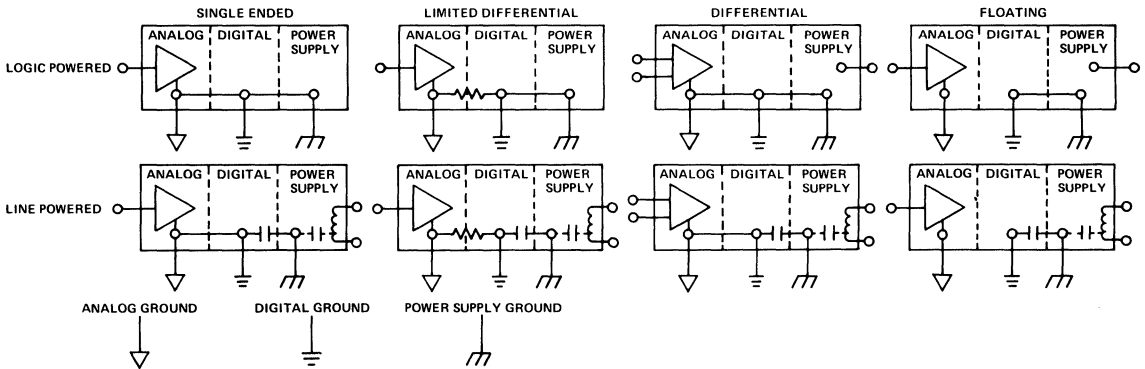 SINGLE ENDED LIMITED DIFFERENTIAL DIFFERENTIAL FLOATING
ANALOG DIGITAL POWER SUPPLY ANALOG DIGITAL POWER SUPPLY ANALOG DIGITAL POWER SUPPLY ANALOG DIGITAL POWER SUPPLY
LOGIC POWERED
ANALOG DIGITAL POWER SUPPLY ANALOG DIGITAL POWER SUPPLY ANALOG DIGITAL POWER SUPPLY ANALOG DIGITAL POWER SUPPLY
LINE POWERED
ANALOG GROUND DIGITAL GROUND POWER SUPPLY GROUND